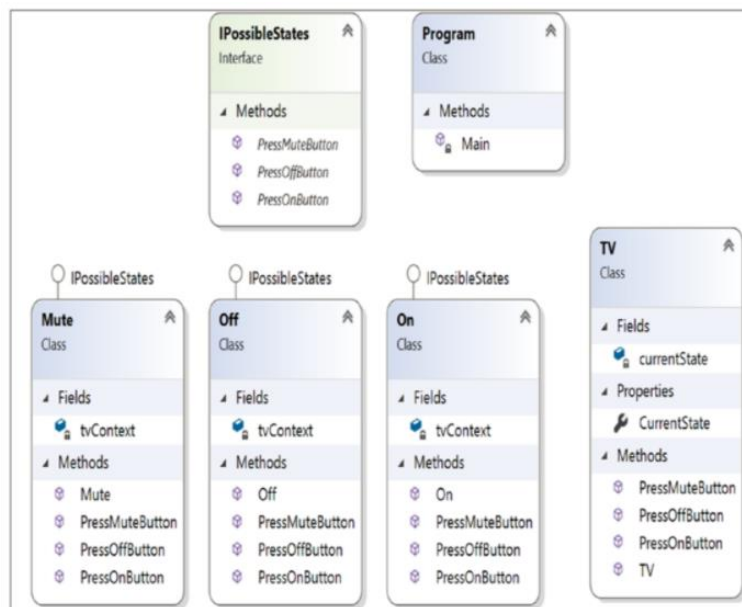 IPossibleStates
Interface
Methods
PressMuteButton
PressOffButton
PressOnButton
Program
Class
Methods
Main
IPossibleStates
Mute
Class
Fields
tvContext
Methods
Mute
PressMuteButton
PressOffButton
PressOnButton
IPossibleStates
Off
Class
Fields
tvContext
Methods
Off
PressMuteButton
PressOffButton
PressOnButton
IPossibleStates
On
Class
Fields
tvContext
Methods
On
PressMuteButton
PressOffButton
PressOnButton
TV
Class
Fields
currentState
Properties
CurrentState
Methods
PressMuteButton
PressOffButton
PressOnButton
TV